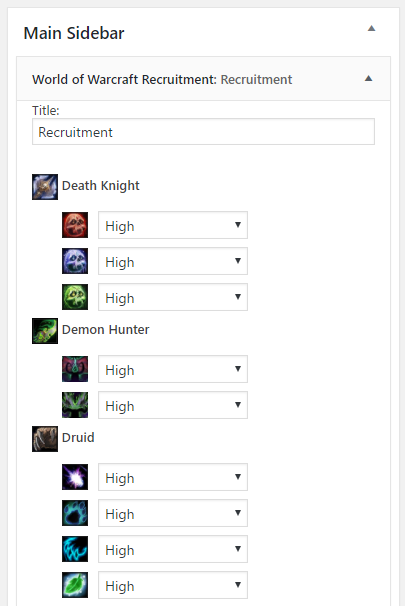 Main Sidebar
World of Warcraft Recruitment: Recruitment
Title:
Recruitment
Death Knight
High
High
High
Demon Hunter
High
High
Druid
High
High
High
High